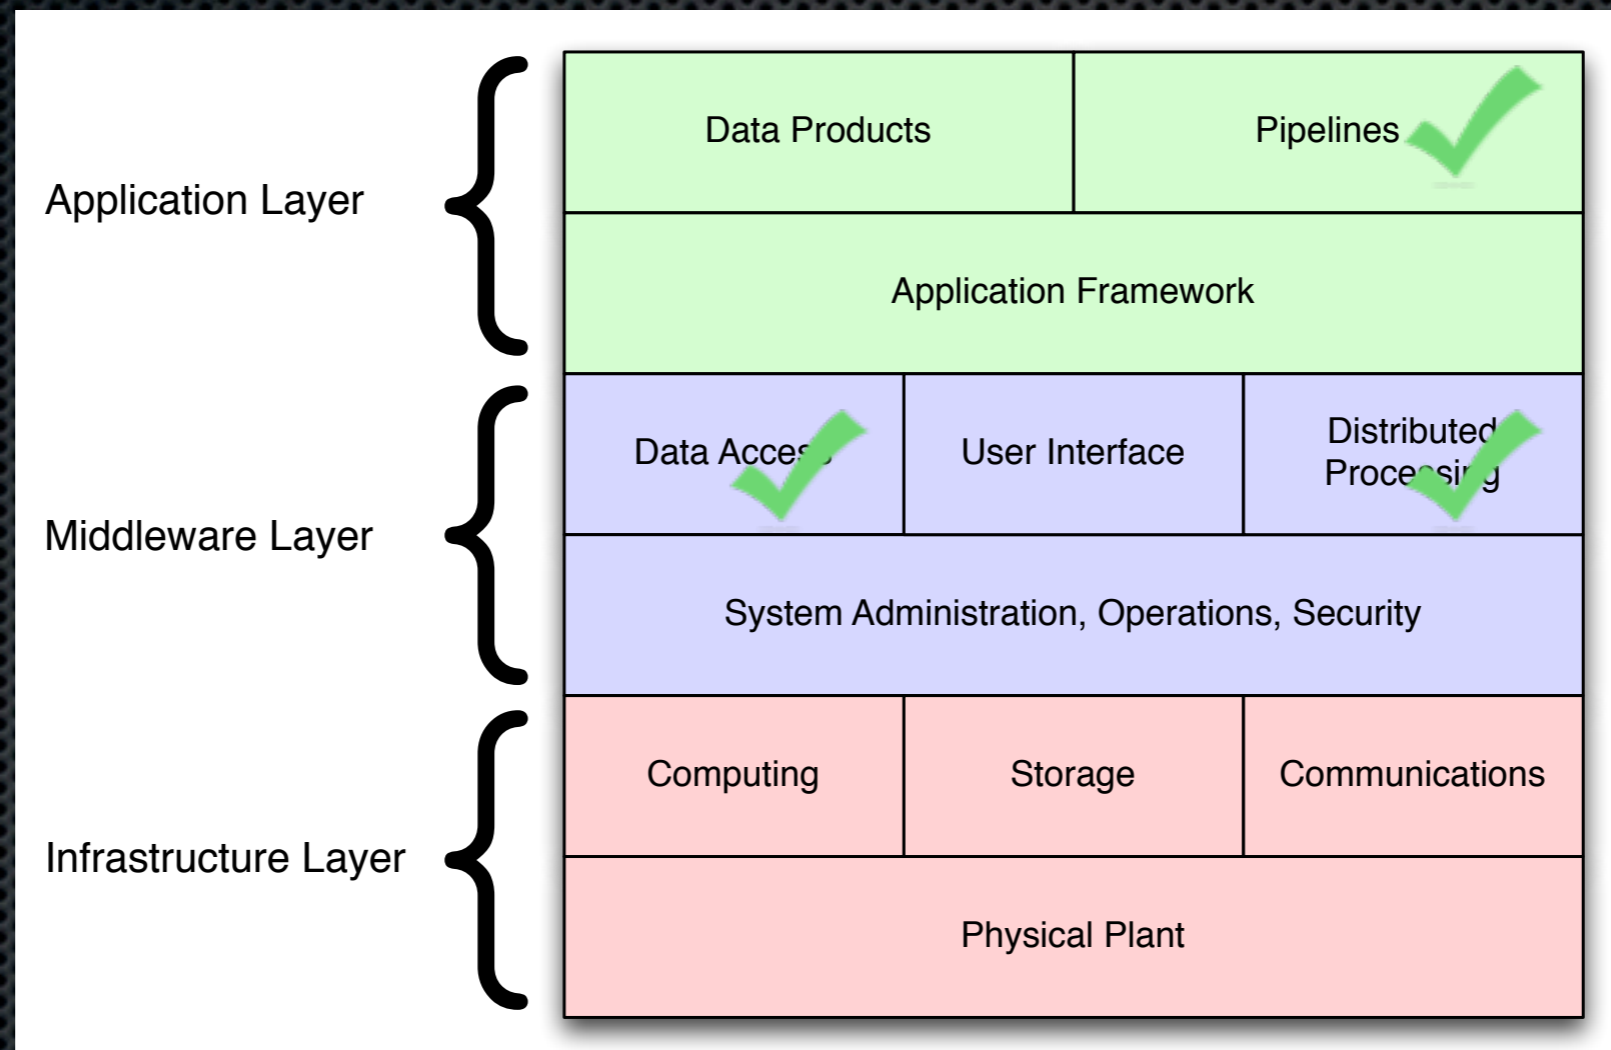 Application Layer
Data Products
Pipelines
Application Framework
Middleware Layer
Data Access
User Interface
Distributed
Processing
System Administration, Operations, Security
Infrastructure Layer
Computing
Storage
Communications
Physical Plant